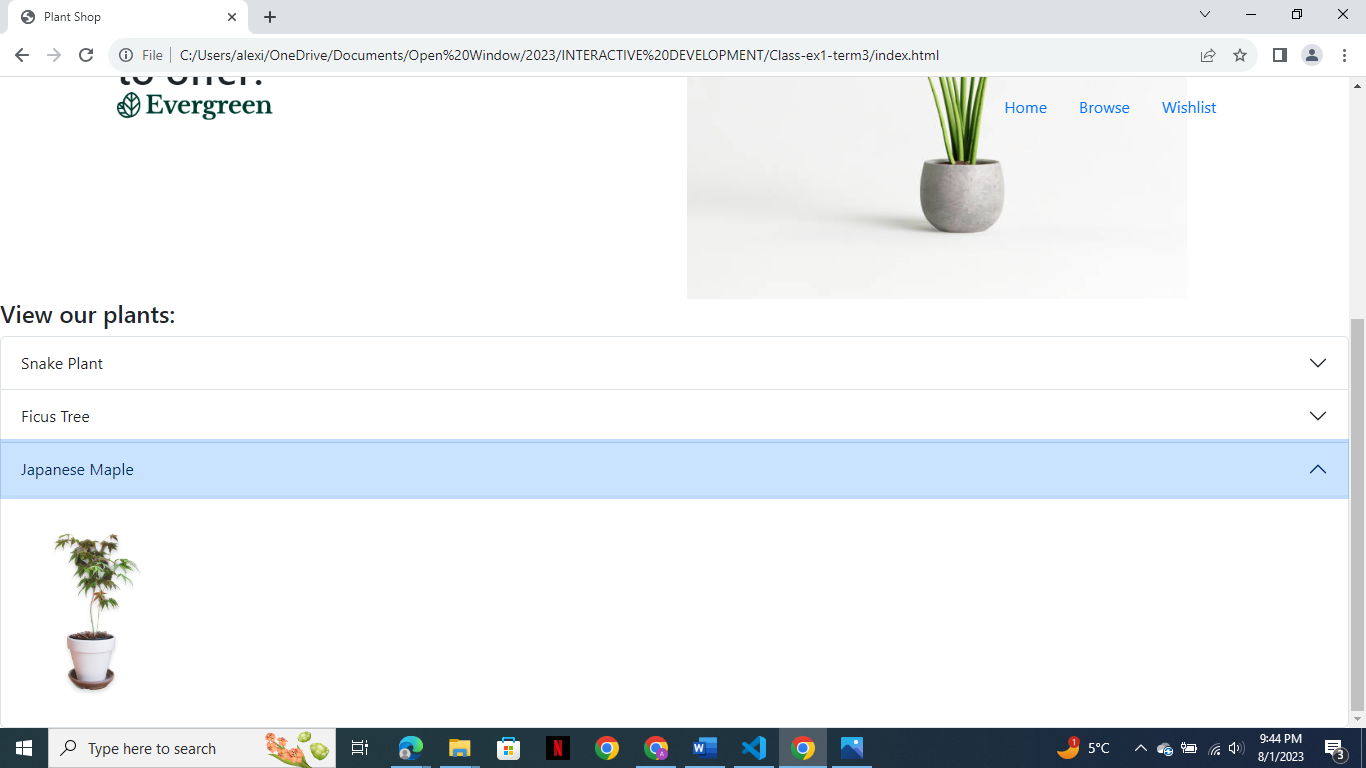 Plant Shop
File
C:/Users/alexi/OneDrive/Documents/Open%20Window/2023/INTERACTIVE%20DEVELOPMENT/Class-ex1-term3/index.html
to offer.
Evergreen
Home Browse Wishlist
View our plants:
Snake Plant
Ficus Tree
Japanese Maple
Type here to search
N
W
A
1
5°C
9:44 PM
8/1/2023
3